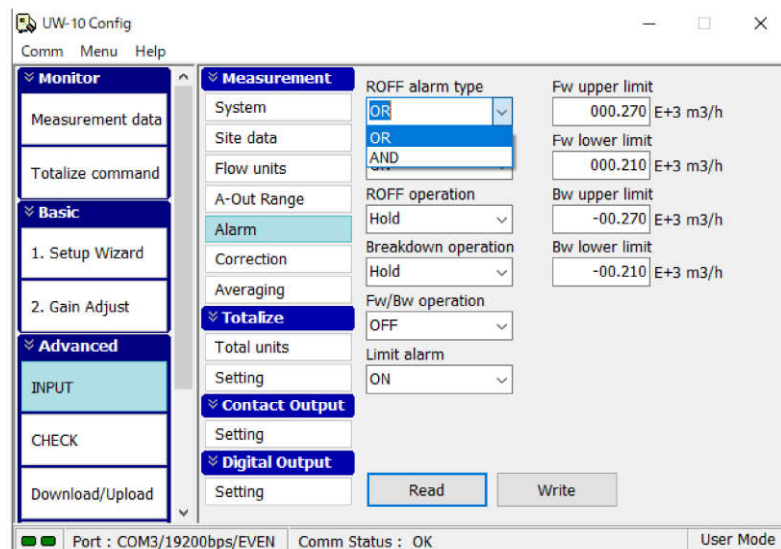 UW-10 Config
Comm Menu Help
Monitor
Measurement data
Totalize command
Basic
1. Setup Wizard
2. Gain Adjust
Advanced
INPUT
CHECK
Download/Upload
Measurement
System
Site data
Flow units
A-Out Range
Alarm
Correction
Averaging
Totalize
Total units
Setting
Contact Output
Setting
Digital Output
Setting
ROFF alarm type
OR
OR
AND
ROFF operation
Hold
Breakdown operation
Hold
Fw/Bw operation
OFF
Limit alarm
ON
Fw upper limit
000.270 E+3 m3/h
Fw lower limit
000.210 E+3 m3/h
Bw upper limit
-00.270 E+3 m3/h
Bw lower limit
-00.210 E+3 m3/h
Read
Write
Port : COM3/19200bps/EVEN
Comm Status : OK
User Mode